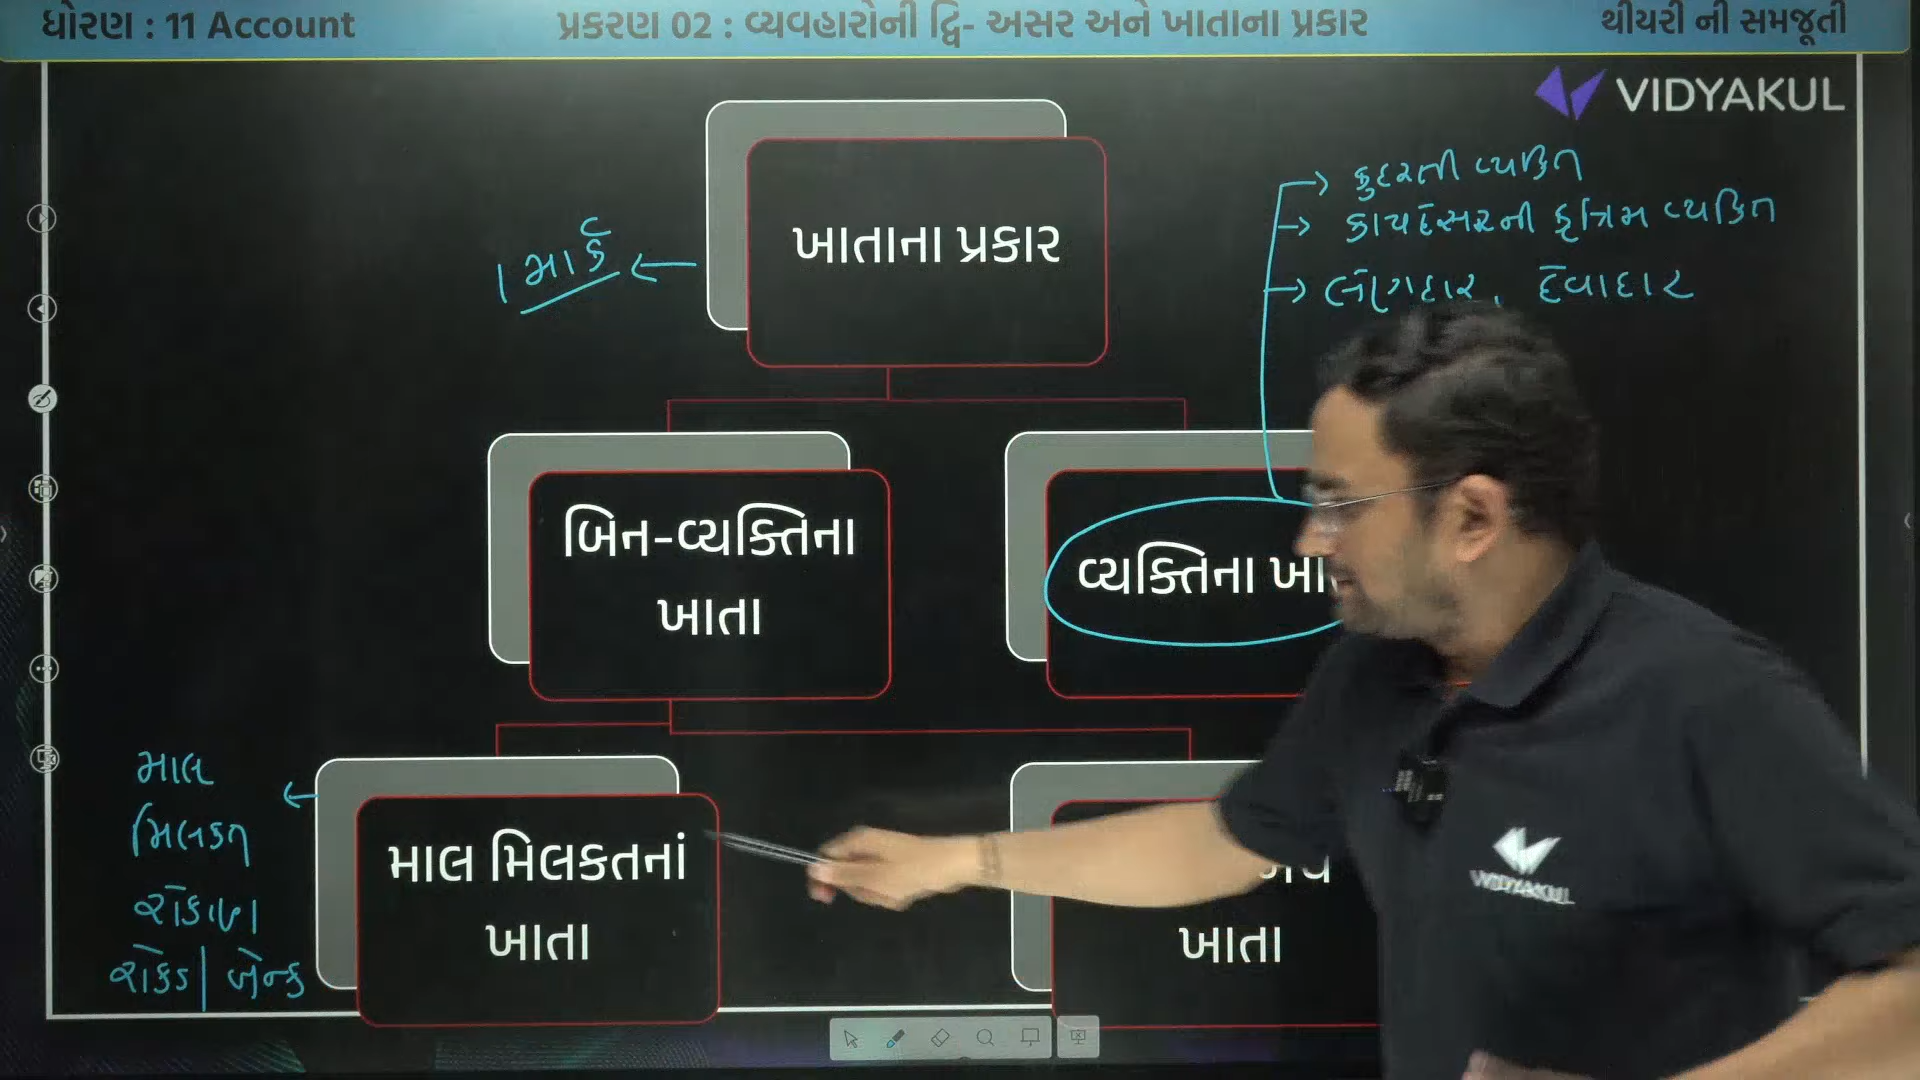 ધોરણ : 11 Account
પ્રકરણ 02 : વ્યવહારોની દ્વિ- અસર અને ખાતાના પ્રકાર
થીયરી ની સમજૂતી
VIDYAKUL
→ કુદરતી વ્યક્તિ
→ કાયદેસરની કૃત્રિમ વ્યક્તિ
→ લેણદાર, દેવાદાર
1 માર્ક ←
ખાતાના પ્રકાર
બિન-વ્યક્તિના
ખાતા
વ્યક્તિના
માલ
મિલકત
રોકાણ
રોકડ | બેન્ક
માલ મિલકતનાં
ખાતા
ખાતા
VIDYAKUL